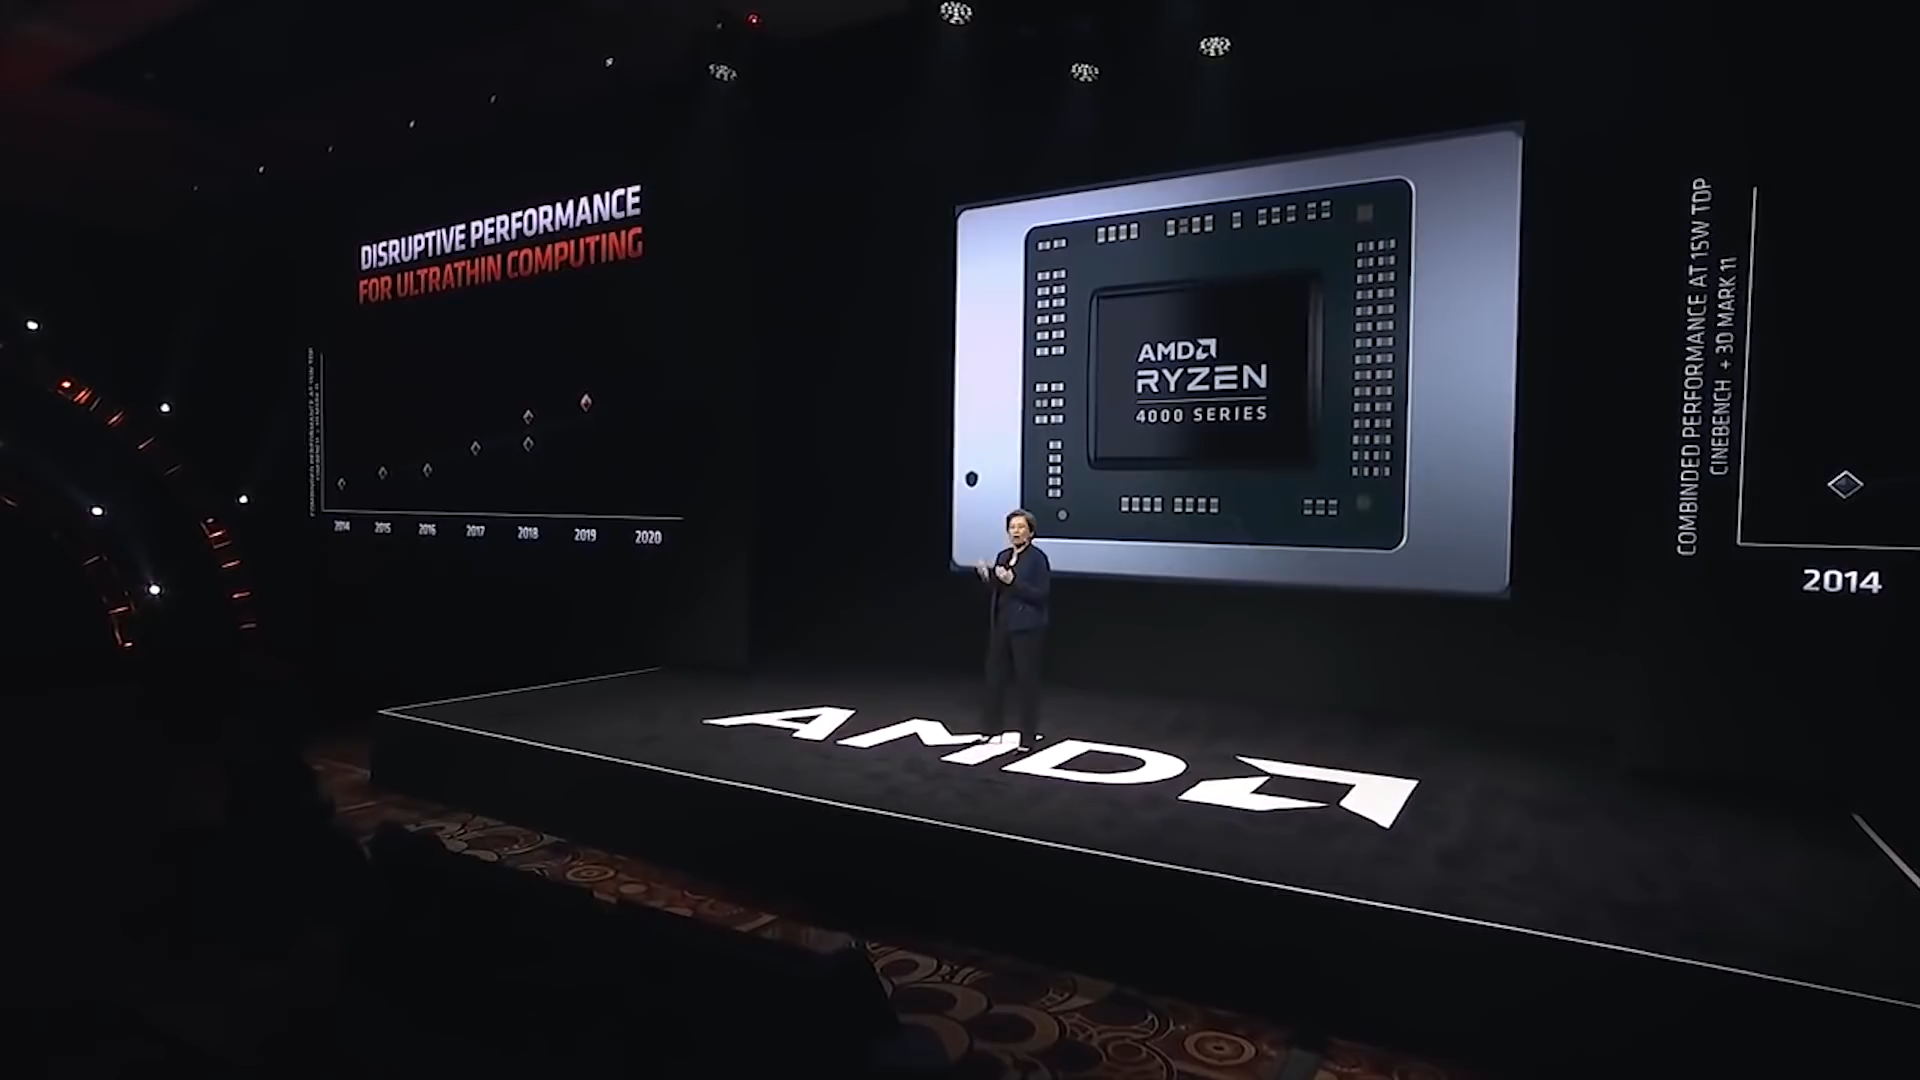 DISRUPTIVE PERFORMANCE
FOR ULTRATHIN COMPUTING
2014 2015 2016 2017 2018 2019 2020
AMD
RYZEN
4000 SERIES
COMBINDED PERFORMANCE AT 15W TDP
CINEBENCH + 3D MARK 11
2014
AMD